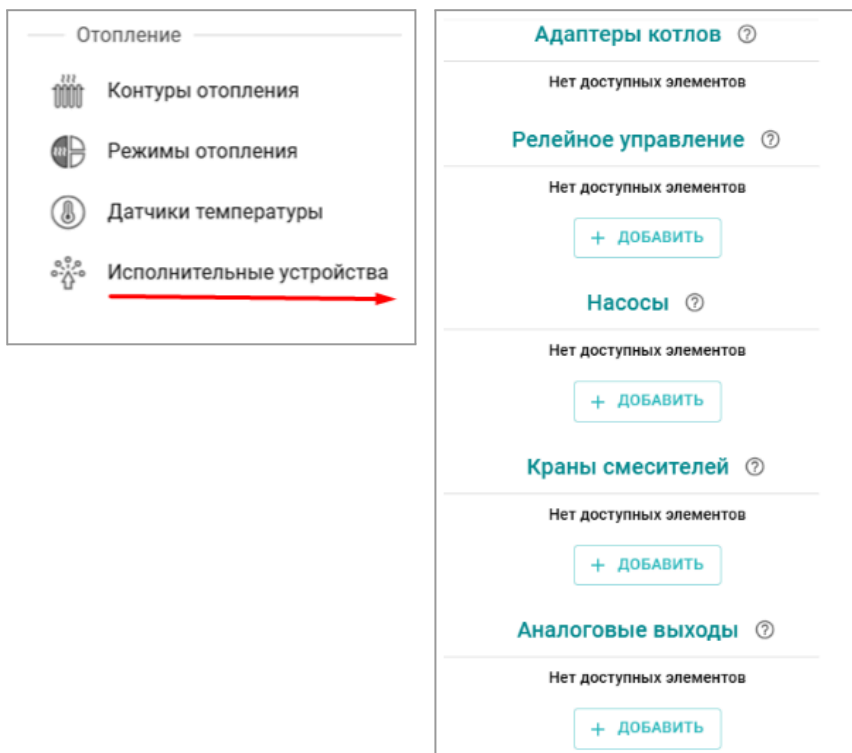 Отопление
Контуры отопления
Режимы отопления
Датчики температуры
Исполнительные устройства
Адаптеры котлов
Нет доступных элементов
Релейное управление
Нет доступных элементов
+ ДОБАВИТЬ
Насосы
Нет доступных элементов
+ ДОБАВИТЬ
Краны смесителей
Нет доступных элементов
+ ДОБАВИТЬ
Аналоговые выходы
Нет доступных элементов
+ ДОБАВИТЬ